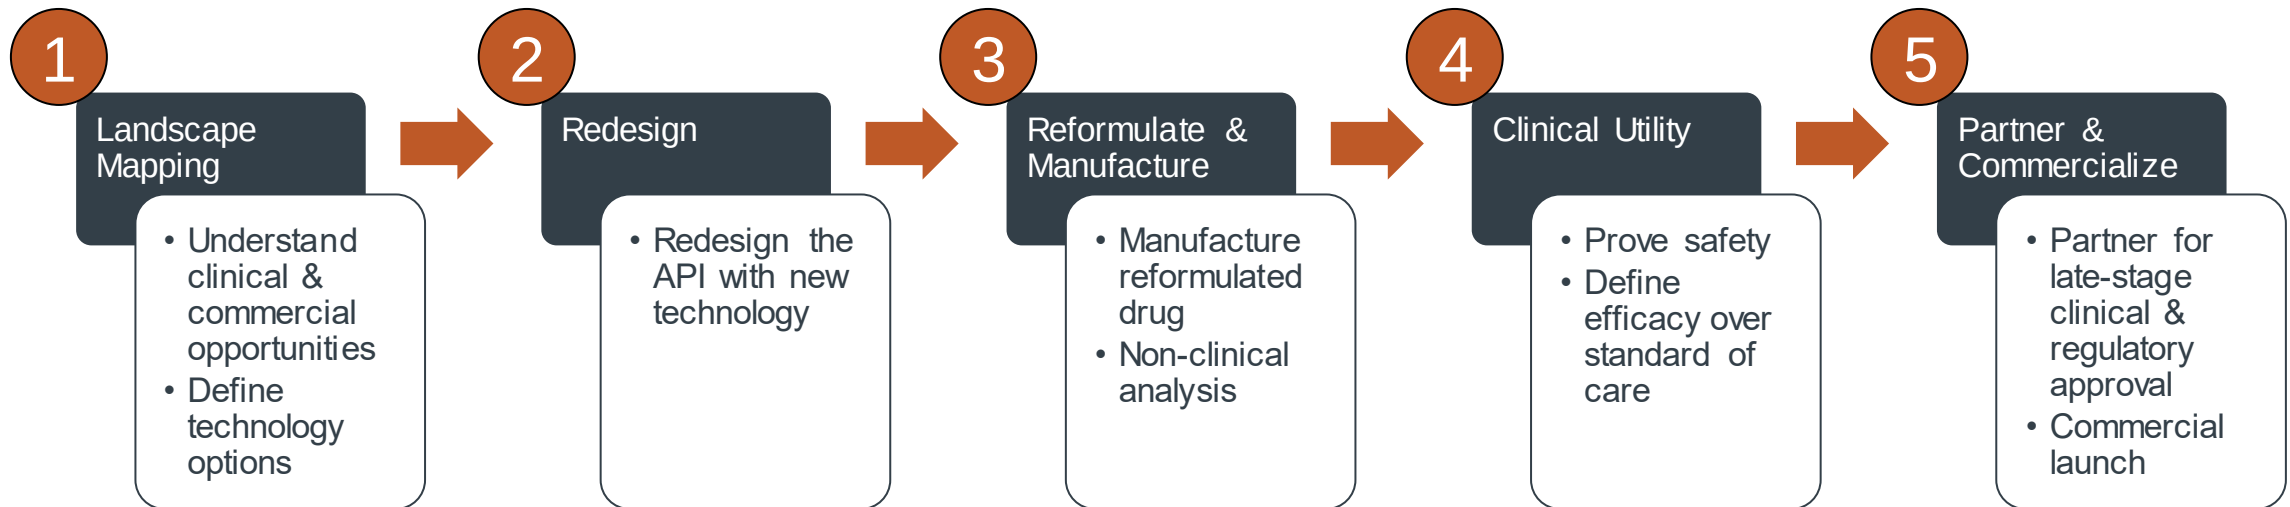 1
Landscape
Mapping
• Understand
clinical &
commercial
opportunities
• Define
technology
options
2
Redesign
• Redesign the
API with new
technology
3
Reformulate &
Manufacture
• Manufacture
reformulated
drug
• Non-clinical
analysis
4
Clinical Utility
• Prove safety
• Define
efficacy over
standard of
care
5
Partner &
Commercialize
• Partner for
late-stage
clinical &
regulatory
approval
• Commercial
launch